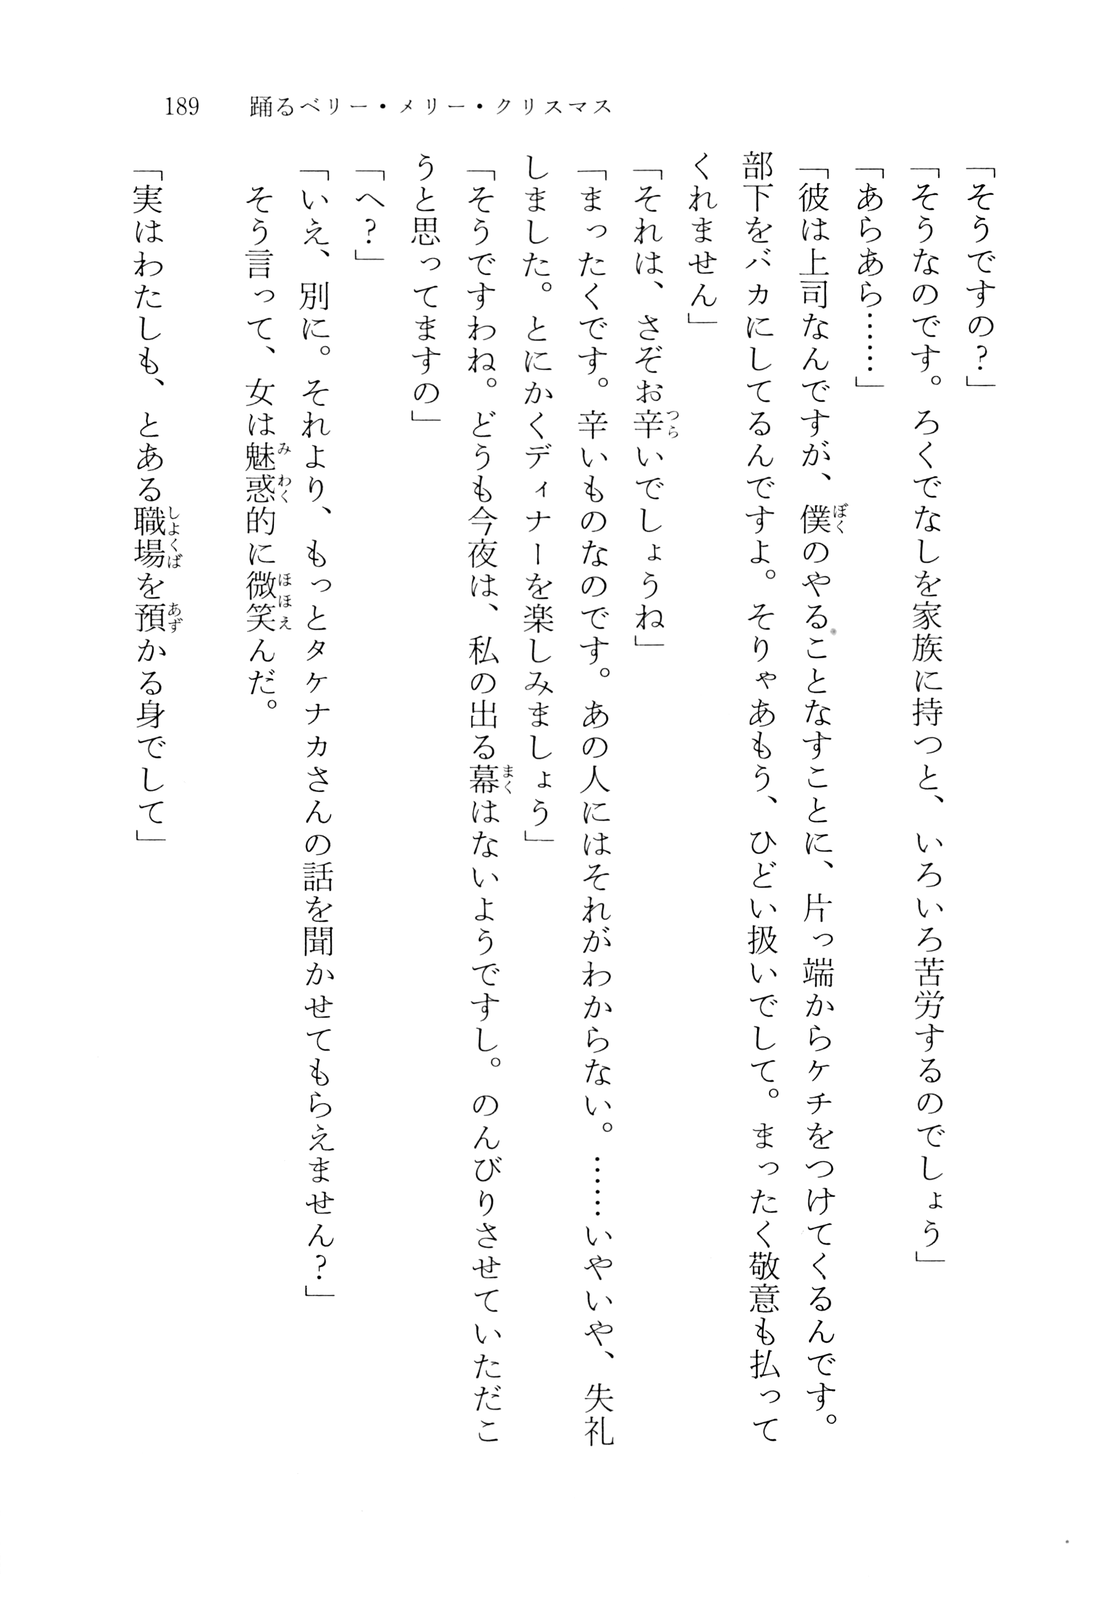 189 踊るベリー・メリー・クリスマス
「そうですの？」
「そうなのです。ろくでなしを家族に持つと、いろいろ苦労するのでしょう」
「あらあら……」
「彼は上司なんですが、僕のやることなすことに、片っ端からケチをつけてくるんです。
部下をバカにしてるんですよ。そりゃあもう、ひどい扱いでして。まったく敬意も払って
くれません」
「それは、さぞお辛いでしょうね」
「まったくです。辛いものなのです。あの人にはそれがわからない。……いやいや、失礼
しました。とにかくディナーを楽しみましょう」
「そうですわね。どうも今夜は、私の出る幕はないようですし。のんびりさせていただこ
うと思ってますの」
「へ？」
「いえ、別に。それより、もっとタケナカさんの話を聞かせてもらえません？」
　そう言って、女は魅惑的に微笑んだ。
「実はわたしも、とある職場を預かる身でして」